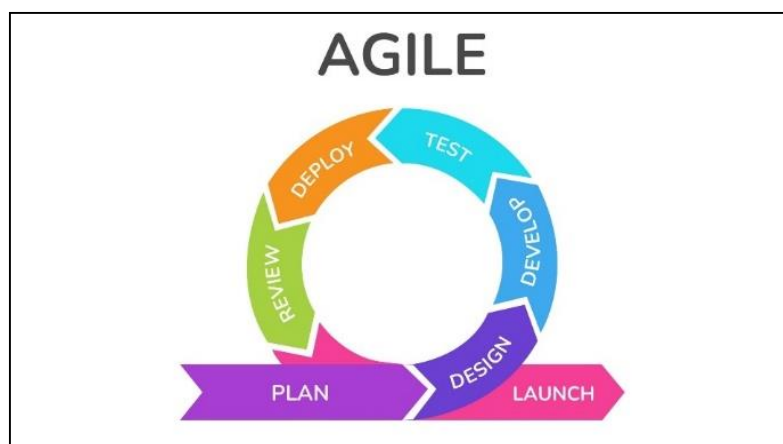 AGILE
PLAN
DESIGN
DEVELOP
TEST
DEPLOY
REVIEW
LAUNCH